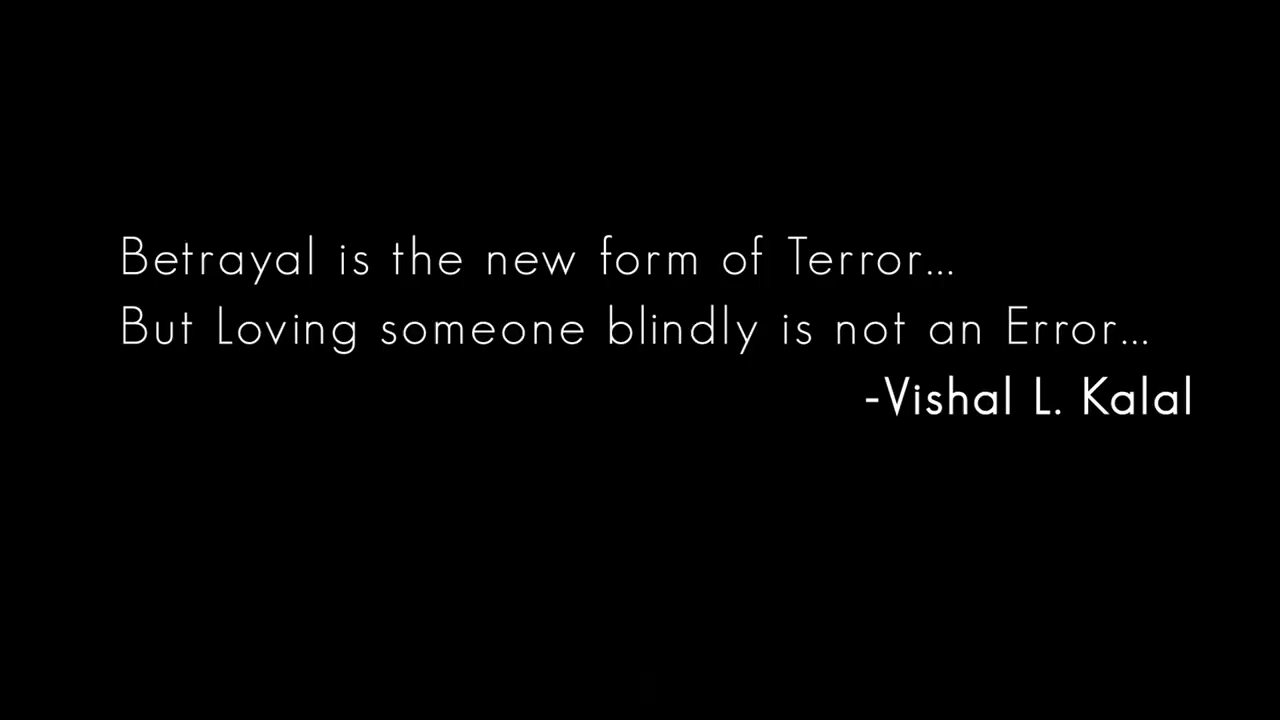 Betrayal is the new form of Terror...
But Loving someone blindly is not an Error...
-Vishal L. Kalal